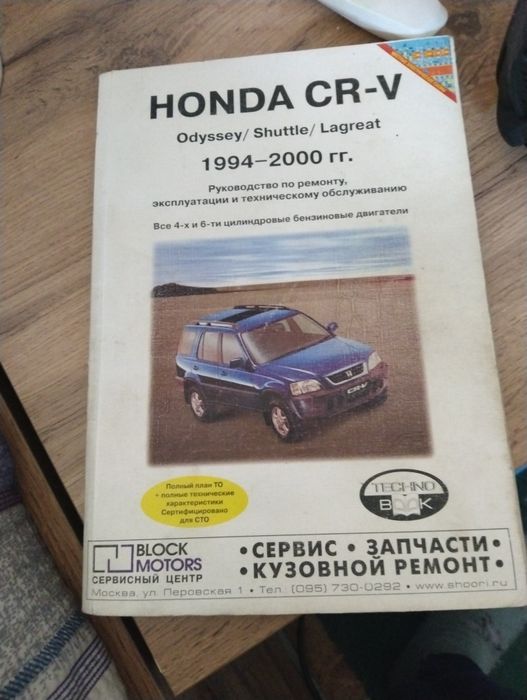 HONDA CR-V
Odyssey/ Shuttle/ Lagreat
1994–2000 гг.
Руководство по ремонту,
эксплуатации и техническому обслуживанию
Все 4-х и 6-ти цилиндровые бензиновые двигатели
CR-V
Полный план ТО
+ полные технические
характеристики
Сертифицировано
для СТО
TECHNO
BOOK
BLOCK
MOTORS
СЕРВИСНЫЙ ЦЕНТР
• СЕРВИС • ЗАПЧАСТИ •
• КУЗОВНОЙ РЕМОНТ •
Москва, ул. Перовская 1 • Тел. (095) 730-0292 • www.shoori.ru